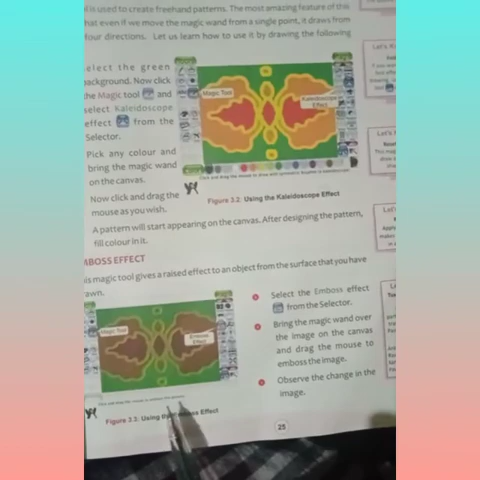 is used to create freehand patterns. The most amazing feature of this
hat even if we move the magic wand from a single point, it draws from
four directions. Let us learn how to use it by drawing the following
elect the green
background. Now click
the Magic tool and
select Kaleidoscope
effect from the
Selector.
Pick any colour and
bring the magic wand
on the canvas.
Now click and drag the
mouse as you wish.
Magic Tool
Kaleidoscope
Effect
Figure 3.2: Using the Kaleidoscope Effect
A pattern will start appearing on the canvas. After designing the pattern,
fill colour in it.
MBOSS EFFECT
is magic tool gives a raised effect to an object from the surface that you have
rawn.
Magic Tool
Emboss
Effect
Figure 3.3: Using the Emboss Effect
Select the Emboss effect
from the Selector.
Bring the magic wand over
the image on the canvas
and drag the mouse to
emboss the image.
Observe the change in the
image.
25
Let's